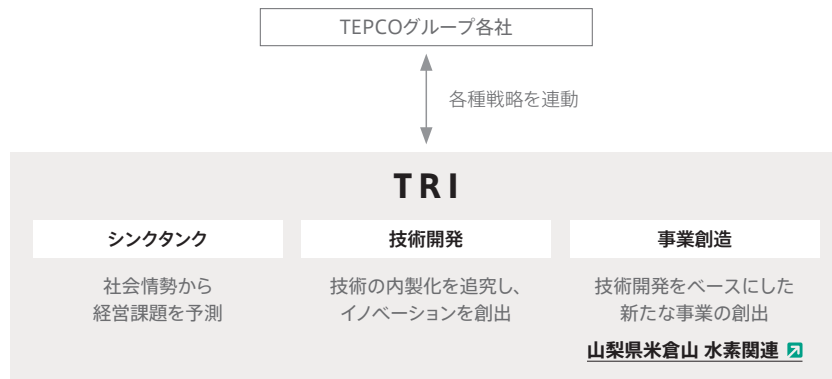 TEPCOグループ各社
各種戦略を連動
TRI
シンクタンク
社会情勢から
経営課題を予測
技術開発
技術の内製化を追究し、
イノベーションを創出
事業創造
技術開発をベースにした
新たな事業の創出
山梨県米倉山 水素関連